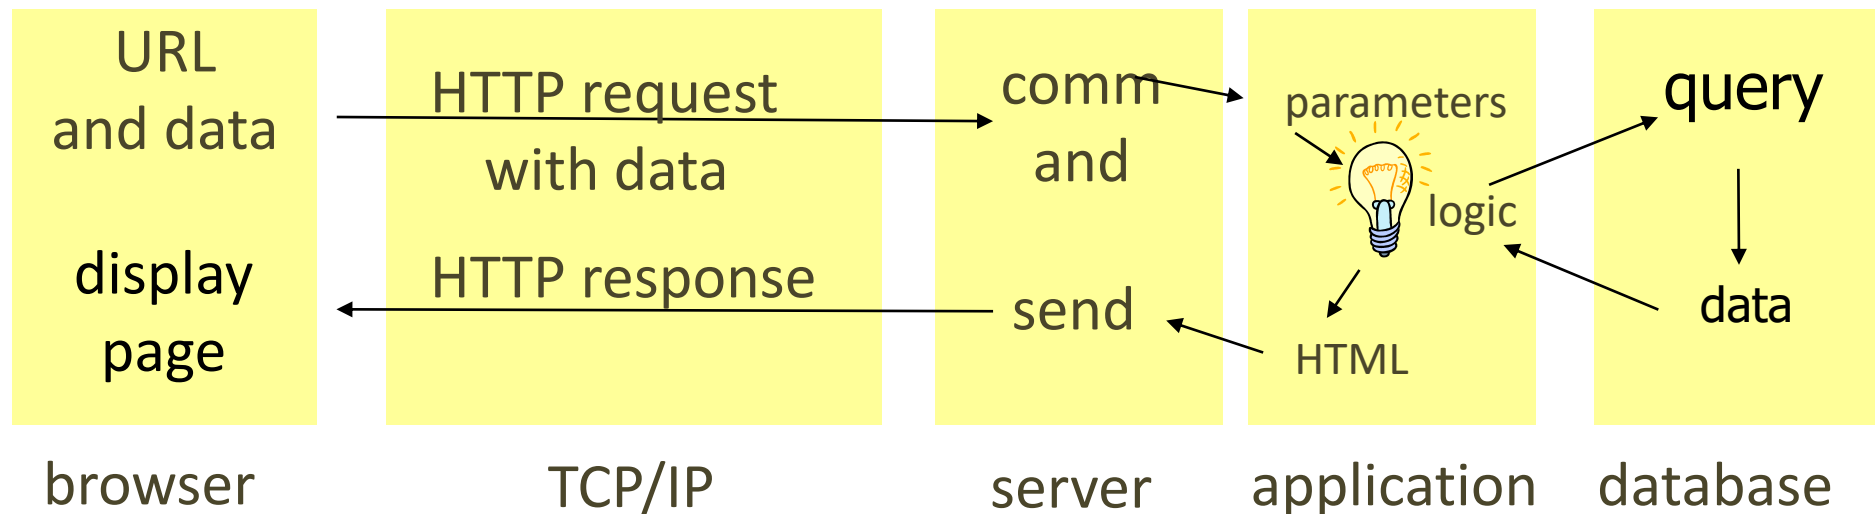 URL
and data
display
page
browser
HTTP request
with data
HTTP response
TCP/IP
comm
and
send
server
parameters
logic
HTML
application
query
data
database